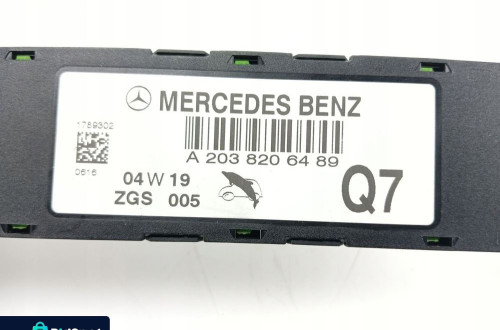 MERCEDES BENZ
1759302
A 203 820 64 89
0616
04 W 19
ZGS 005
Q7